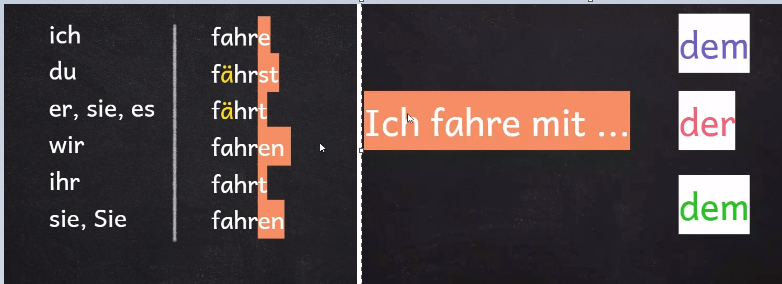 ich fahre
du fährst
er, sie, es fährt
wir fahren
ihr fahrt
sie, Sie fahren
Ich fahre mit ...
dem
der
dem